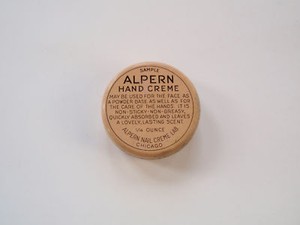 SAMPLE
ALPERN
HAND CREME
MAY BE USED FOR THE FACE AS
A POWDER BASE AS WELL AS FOR
THE CARE OF THE HANDS. IT IS
NON-STICKY-NON-GREASY,
QUICKLY ABSORBED AND LEAVES
A LOVELY, LASTING SCENT
1/4 OUNCE
ALPERN NAIL CREME LAB.
CHICAGO